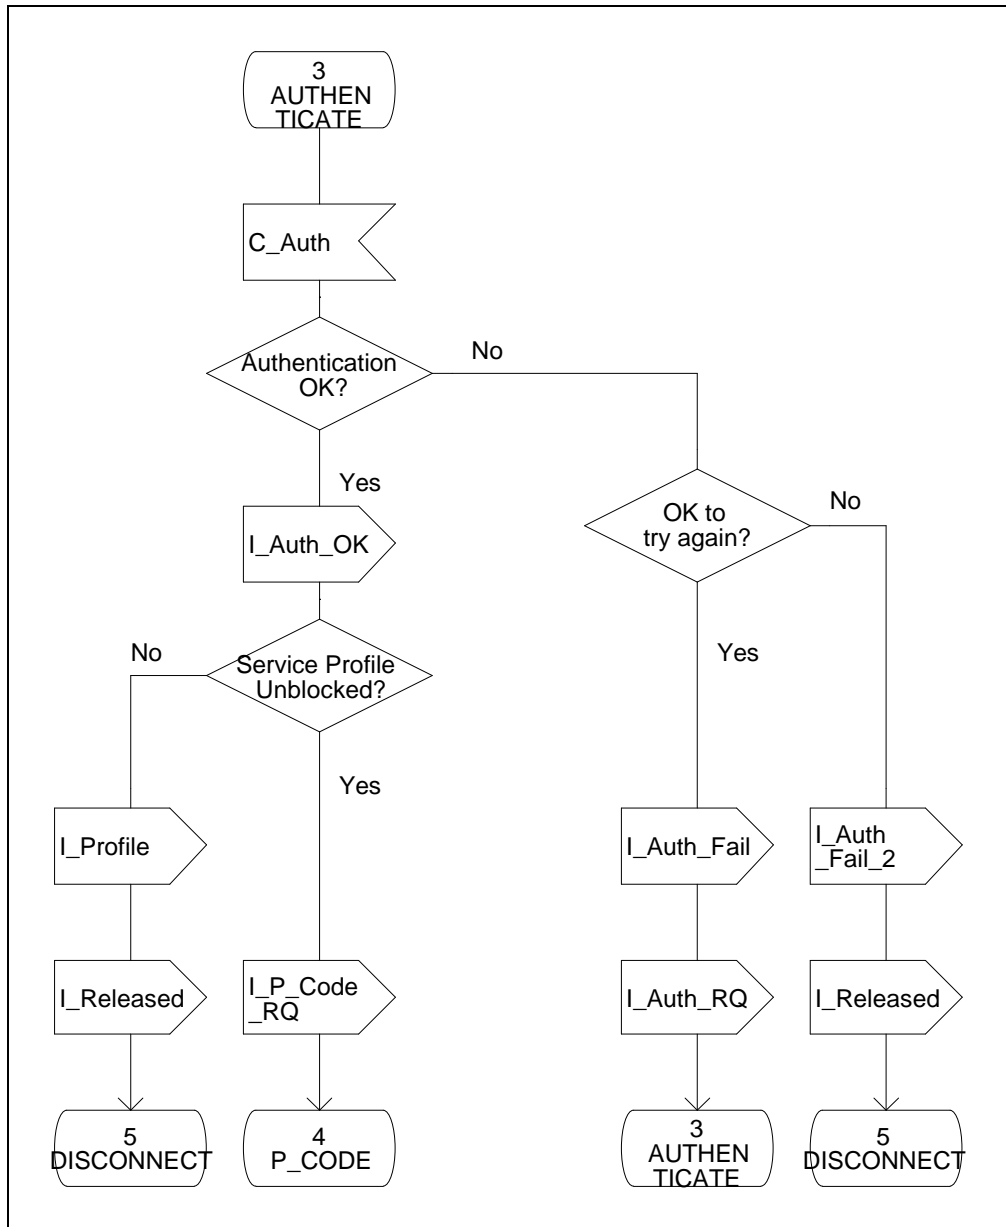 3
AUTHEN
TICATE
C_Auth
Authentication
OK?
No
Yes
I_Auth_OK
OK to
try again?
No
No
Service Profile
Unblocked?
Yes
Yes
I_Profile
I_Auth_Fail
I_Auth
_Fail_2
I_Released
I_P_Code
_RQ
I_Auth_RQ
I_Released
5
DISCONNECT
4
P_CODE
3
AUTHEN
TICATE
5
DISCONNECT